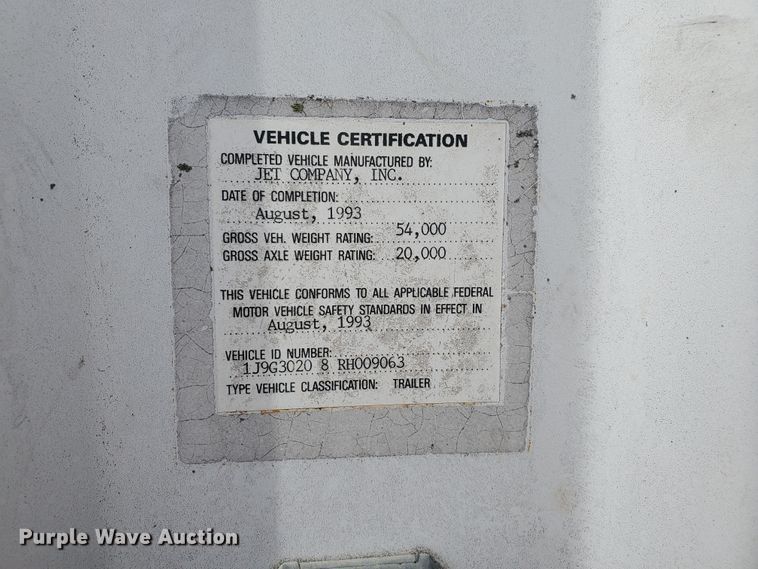 VEHICLE CERTIFICATION
COMPLETED VEHICLE MANUFACTURED BY:
JET COMPANY, INC.
DATE OF COMPLETION:
August, 1993
GROSS VEH. WEIGHT RATING: 54,000
GROSS AXLE WEIGHT RATING: 20,000
THIS VEHICLE CONFORMS TO ALL APPLICABLE FEDERAL
MOTOR VEHICLE SAFETY STANDARDS IN EFFECT IN
August, 1993
VEHICLE ID NUMBER:
1J9G3020 8 RH009063
TYPE VEHICLE CLASSIFICATION: TRAILER
Purple Wave Auction